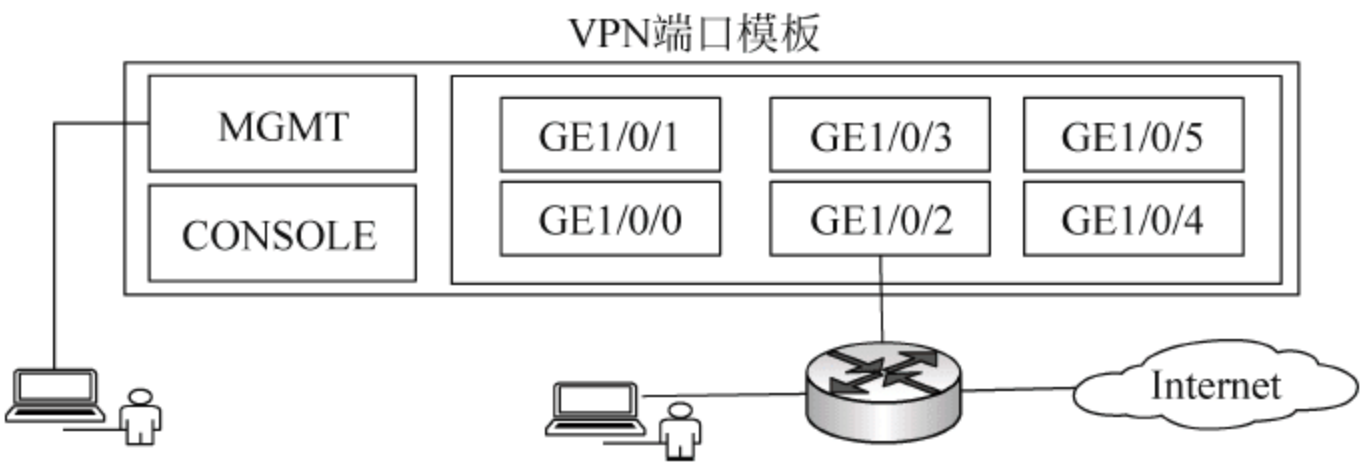 VPN端口模板
MGMT
GE1/0/1 GE1/0/3 GE1/0/5
CONSOLE
GE1/0/0 GE1/0/2 GE1/0/4
Internet